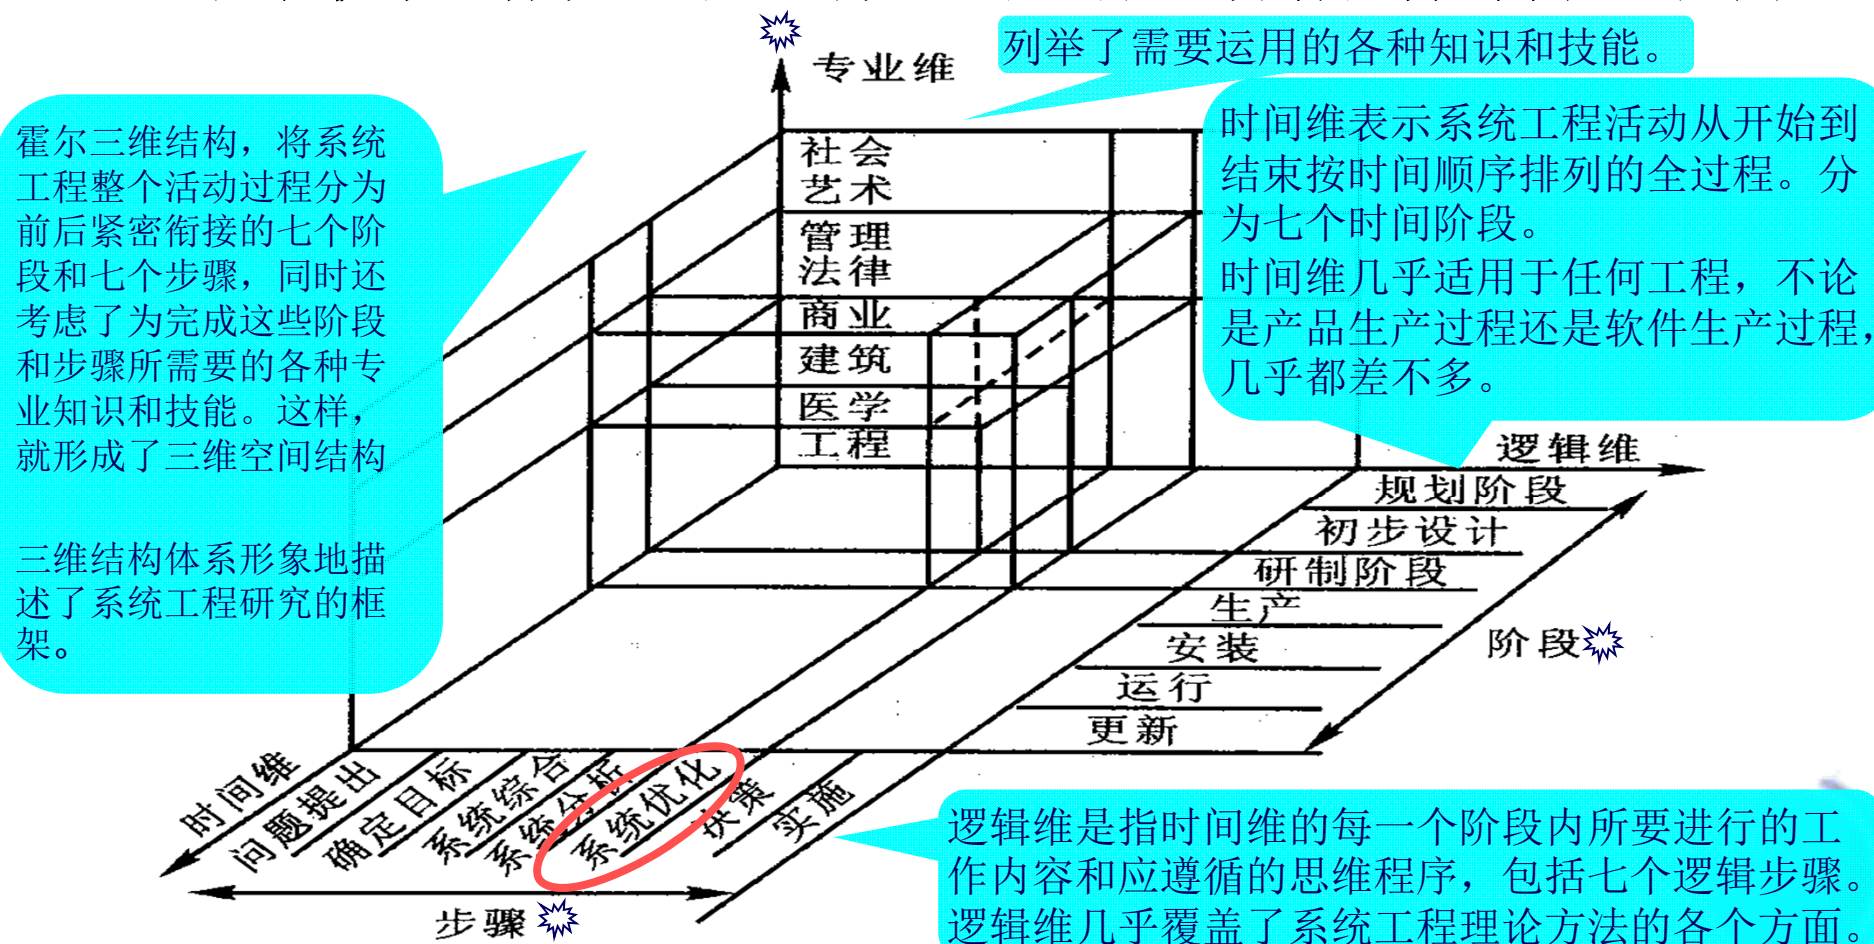 专业维
列举了需要运用的各种知识和技能。
霍尔三维结构，将系统
工程整个活动过程分为
前后紧密衔接的七个阶
段和七个步骤，同时还
考虑了为完成这些阶段
和步骤所需要的各种专
业知识和技能。这样，
就形成了三维空间结构
三维结构体系形象地描
述了系统工程研究的框
架。
时间维表示系统工程活动从开始到
结束按时间顺序排列的全过程。分
为七个时间阶段。
时间维几乎适用于任何工程，不论
是产品生产过程还是软件生产过程，
几乎都差不多。
社会
艺术
管理
法律
商业
建筑
医学
工程
逻辑维
规划阶段
初步设计
研制阶段
生产
安装
运行
更新
阶段
时间维
问题提出
确定目标
系统综合
系统分析
系统优化
决策
实施
步骤
逻辑维是指时间维的每一个阶段内所要进行的工
作内容和应遵循的思维程序，包括七个逻辑步骤。
逻辑维几乎覆盖了系统工程理论方法的各个方面。